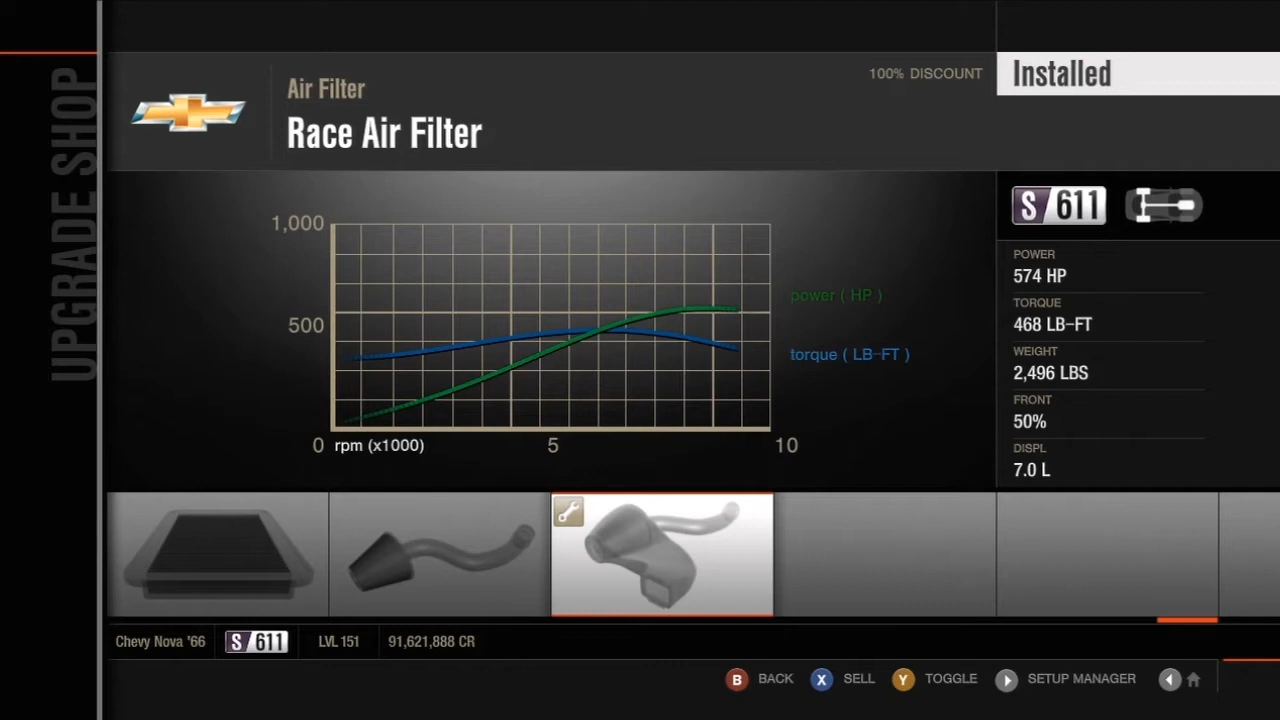 UPGRADE SHOP
Air Filter
Race Air Filter
100% DISCOUNT
Installed
S 611
POWER
574 HP
TORQUE
468 LB-FT
WEIGHT
2,496 LBS
FRONT
50%
DISPL
7.0 L
1,000
500
0
rpm (x1000)
5
10
power ( HP )
torque ( LB-FT )
Chevy Nova '66
S 611
LVL 151
91,621,888 CR
B BACK
X SELL
Y TOGGLE
SETUP MANAGER